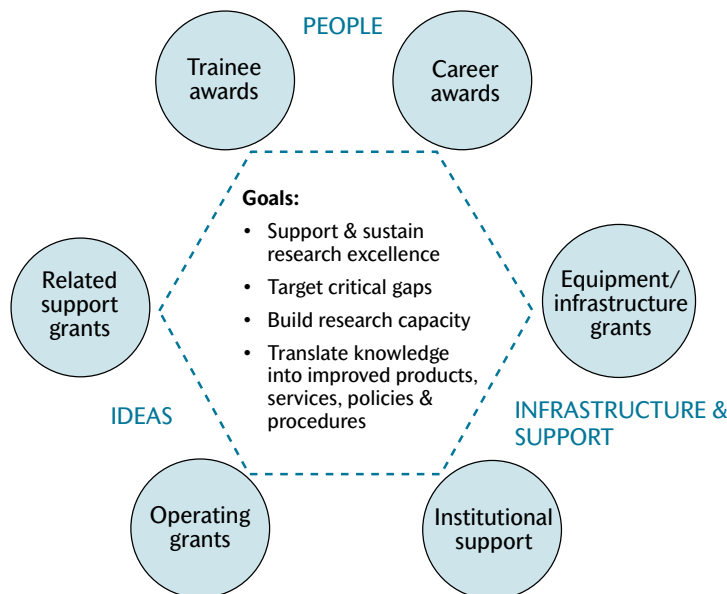 PEOPLE
Trainee
awards
Career
awards
Goals:
• Support & sustain
research excellence
• Target critical gaps
• Build research capacity
• Translate knowledge
into improved products,
services, policies &
procedures
Related
support
grants
Equipment/
infrastructure
grants
IDEAS
INFRASTRUCTURE &
SUPPORT
Operating
grants
Institutional
support